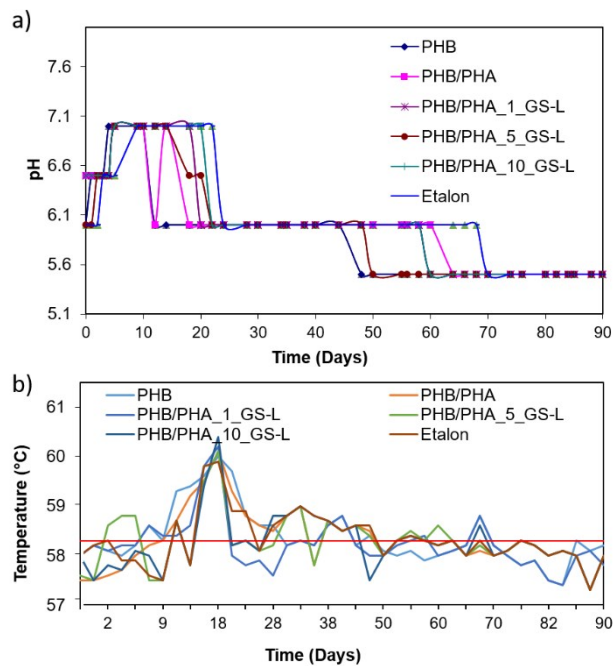 a)
pH
7.6
7.1
6.6
6.1
5.6
5.1
PHB
PHB/PHA
PHB/PHA_1_GS-L
PHB/PHA_5_GS-L
PHB/PHA_10_GS-L
Etalon
0 10 20 30 40 50 60 70 80 90
Time (Days)
b)
Temperature (°C)
61
60
59
58
57
PHB PHB/PHA
PHB/PHA_1_GS-L PHB/PHA_5_GS-L
PHB/PHA_10_GS-L Etalon
2 9 18 28 38 50 60 70 82 90
Time (Days)